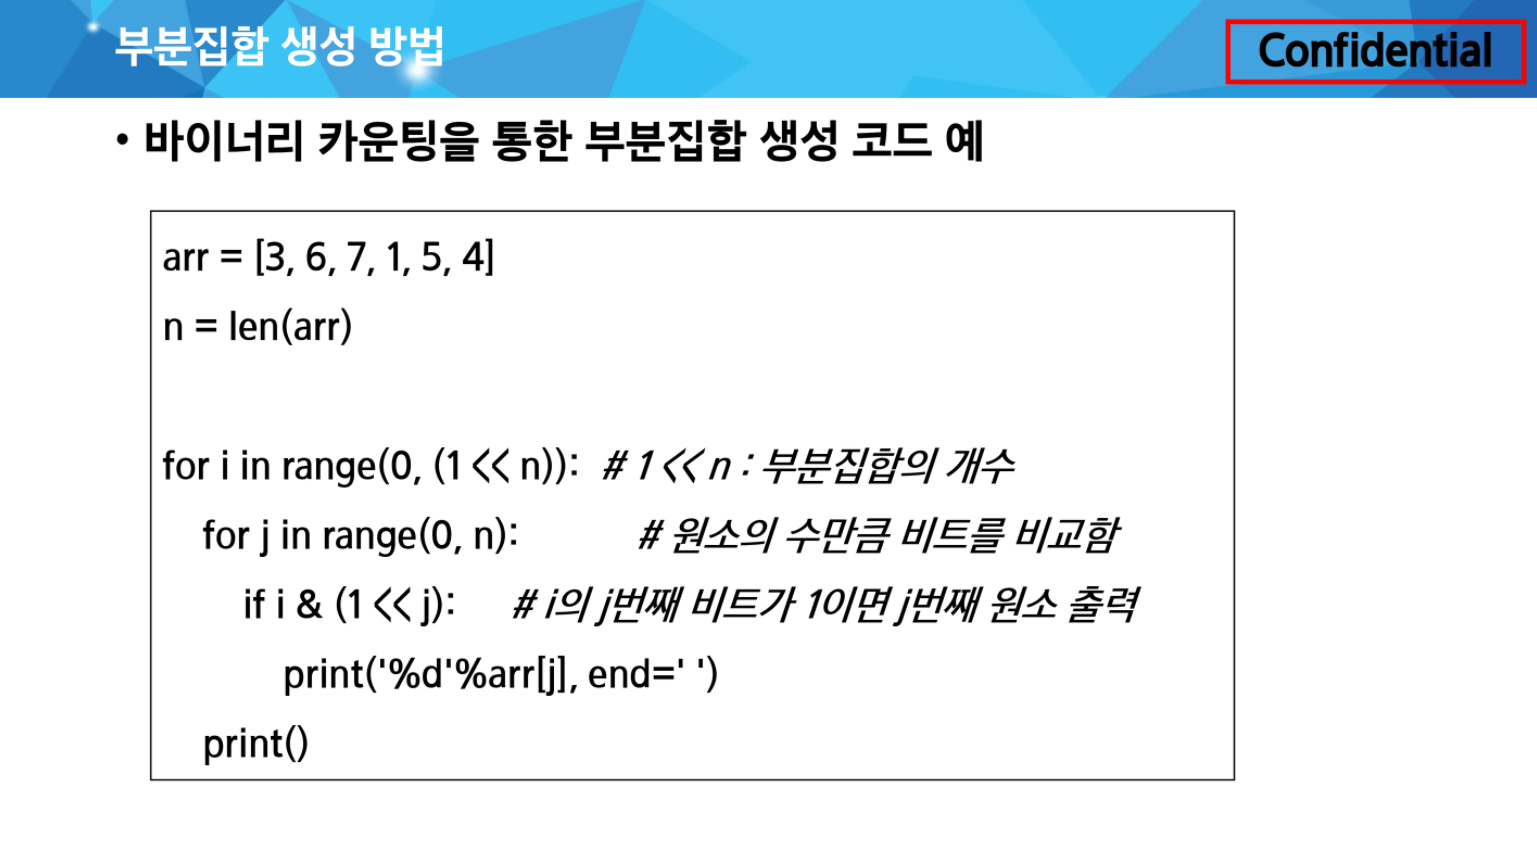 부분집합 생성 방법
Confidential
• 바이너리 카운팅을 통한 부분집합 생성 코드 예
arr = [3, 6, 7, 1, 5, 4]
n = len(arr)
for i in range(0, (1 << n)): # 1 << n : 부분집합의 개수
for j in range(0, n): # 원소의 수만큼 비트를 비교함
if i & (1 << j): # i의 j번째 비트가 1이면 j번째 원소 출력
print('%d'%arr[j], end=' ')
print()